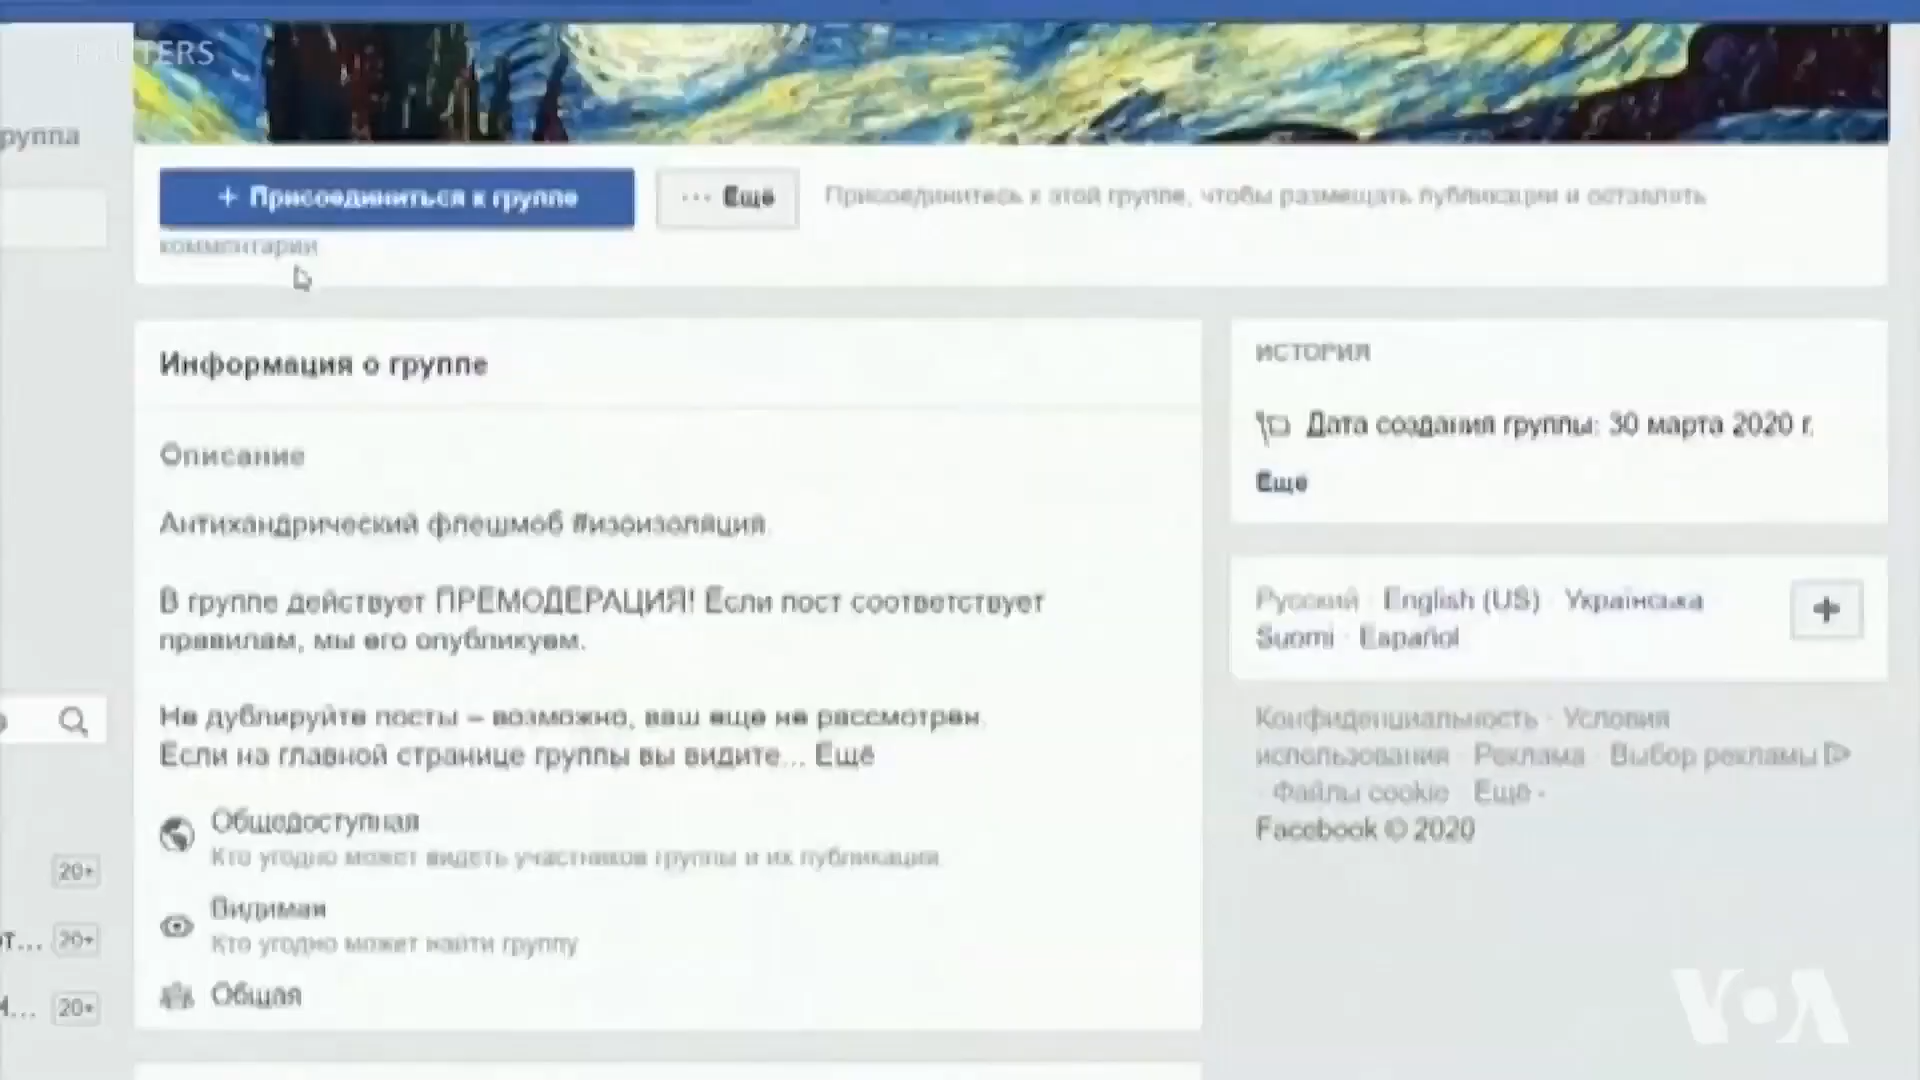 REUTERS
руппа
+ Присоединиться к группе
··· Ещё
Присоединитесь к этой группе, чтобы размещать публикации и оставлять
комментарии
Информация о группе
Описание
Антихандрический флешмоб #изоизоляция
В группе действует ПРЕМОДЕРАЦИЯ! Если пост соответствует
правилам, мы его опубликуем.
Не дублируйте посты – возможно, ваш еще не рассмотрен.
Если на главной странице группы вы видите... Ещё
Общедоступная
Кто угодно может видеть участников группы и их публикации.
Видимая
Кто угодно может найти группу
Общая
ИСТОРИЯ
Дата создания группы: 30 марта 2020 г.
Ещё
Русский · English (US) · Українська
Suomi · Español
+
Конфиденциальность · Условия
использования · Реклама · Выбор рекламы
· Файлы cookie · Ещё
Facebook © 2020
20+
т... 20+
... 20+
VOA